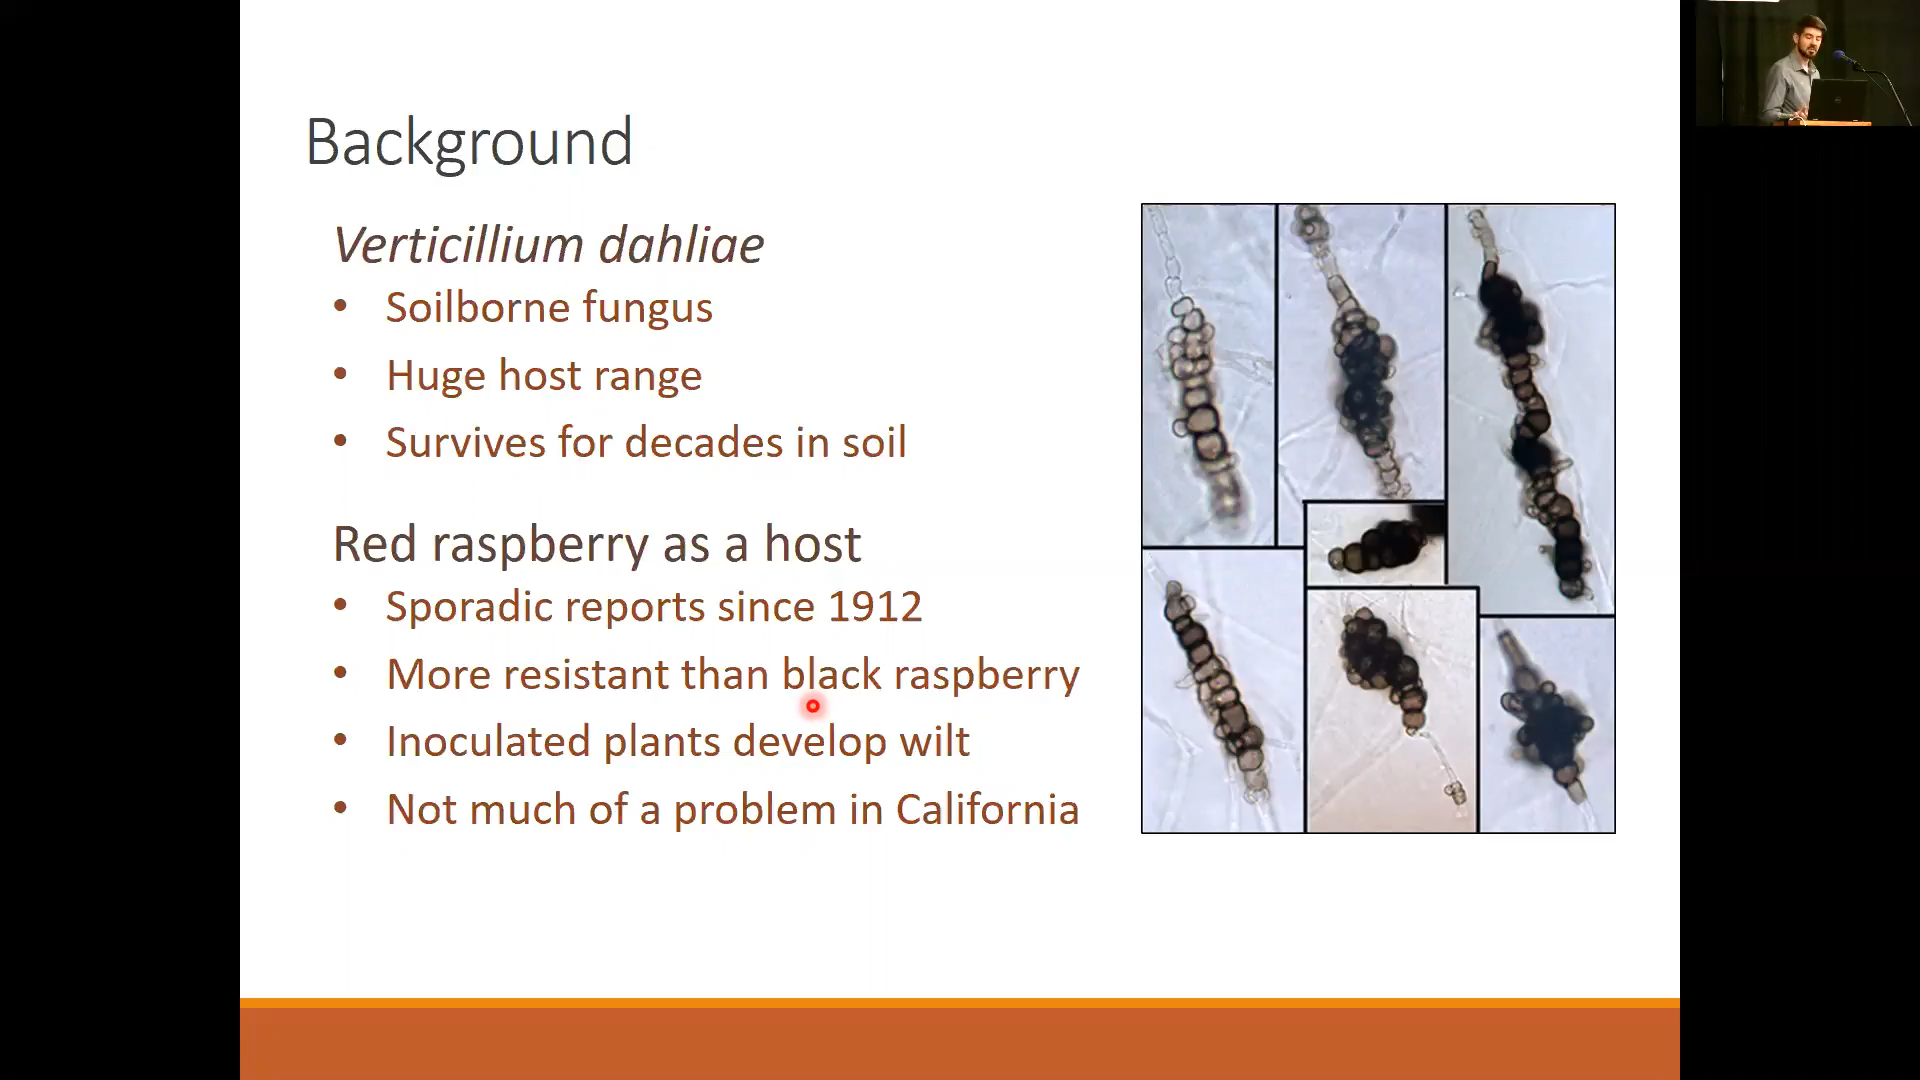 Background
Verticillium dahliae
• Soilborne fungus
• Huge host range
• Survives for decades in soil
Red raspberry as a host
• Sporadic reports since 1912
• More resistant than black raspberry
• Inoculated plants develop wilt
• Not much of a problem in California